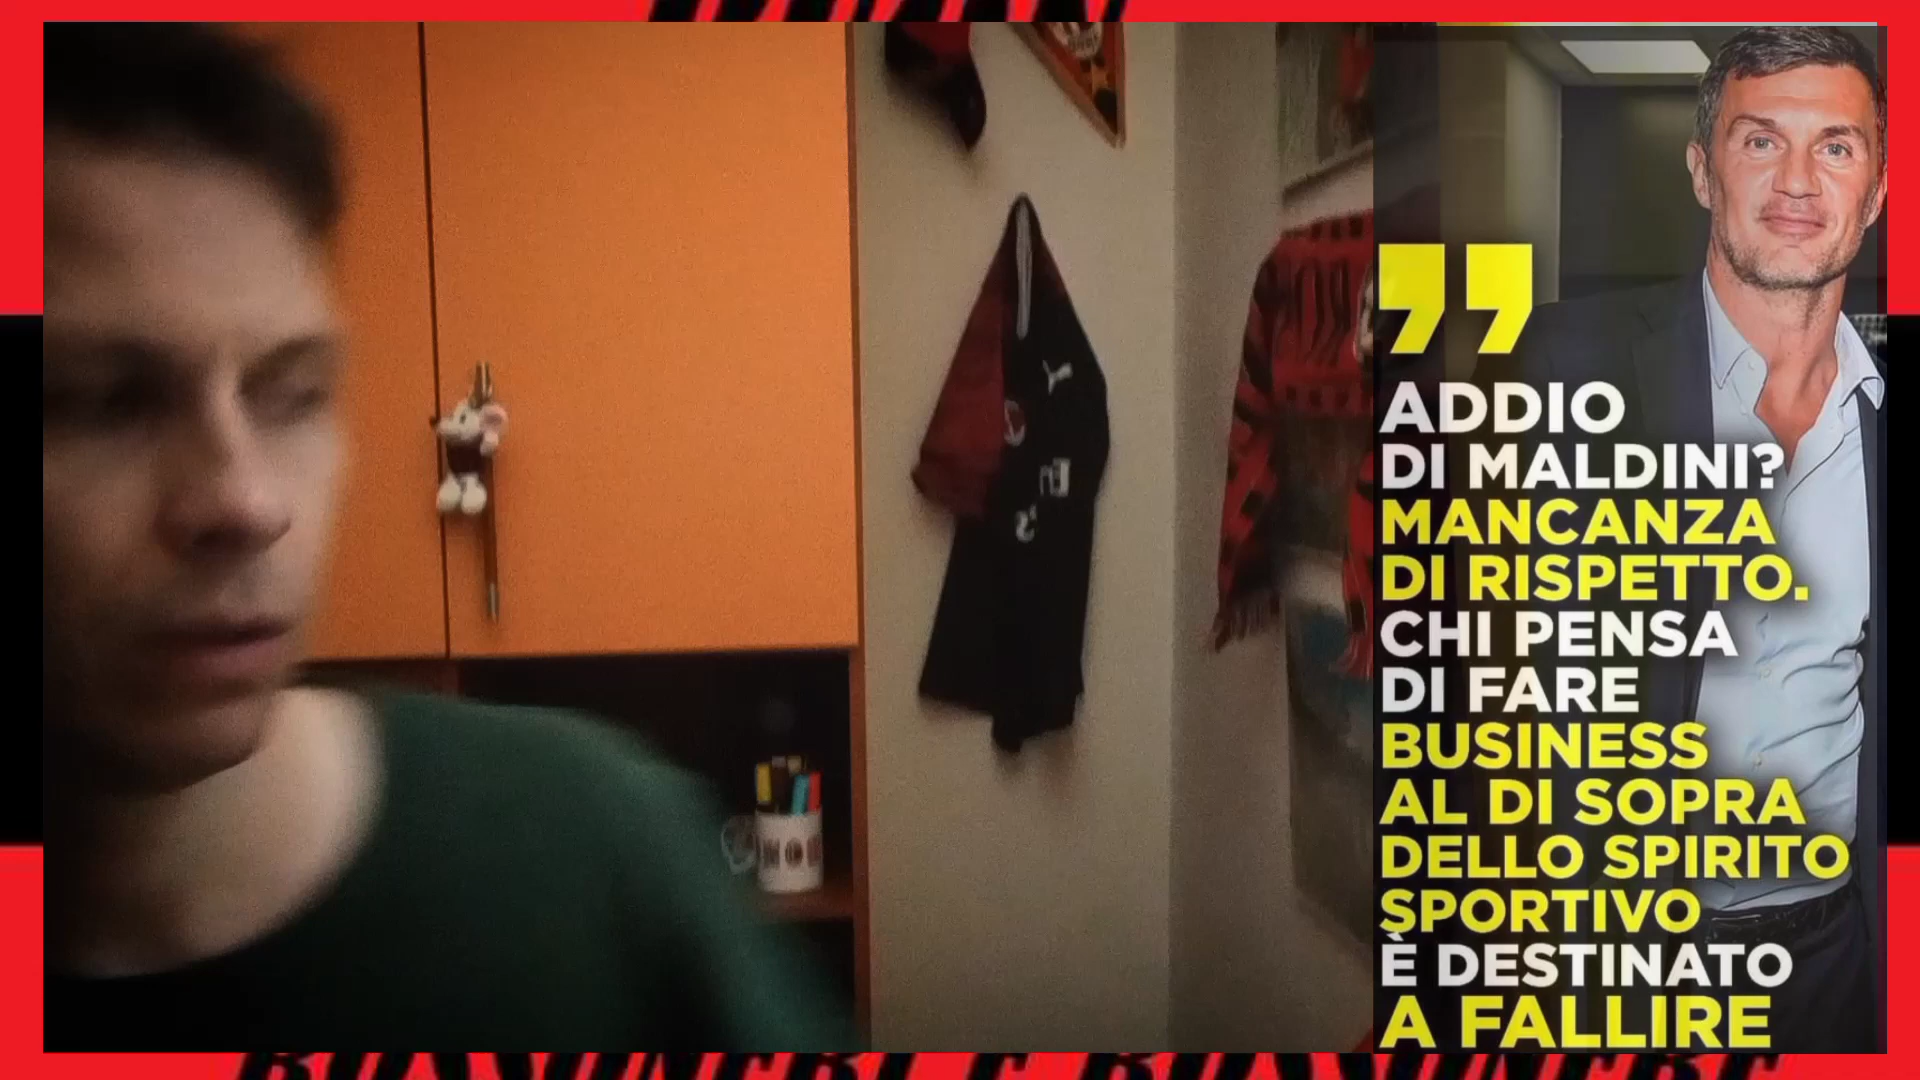 ADDIO
DI MALDINI?
MANCANZA
DI RISPETTO.
CHI PENSA
DI FARE
BUSINESS
AL DI SOPRA
DELLO SPIRITO
SPORTIVO
È DESTINATO
A FALLIRE